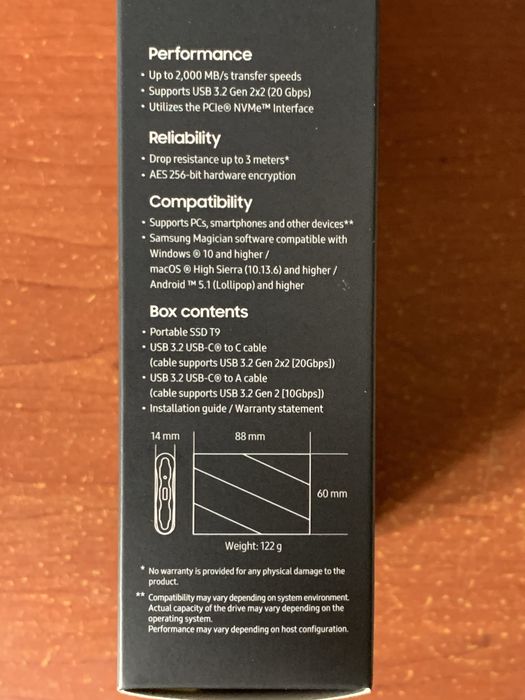 Performance
• Up to 2,000 MB/s transfer speeds
• Supports USB 3.2 Gen 2x2 (20 Gbps)
• Utilizes the PCIe® NVMe™ Interface
Reliability
• Drop resistance up to 3 meters*
• AES 256-bit hardware encryption
Compatibility
• Supports PCs, smartphones and other devices**
• Samsung Magician software compatible with
Windows ® 10 and higher /
macOS ® High Sierra (10.13.6) and higher /
Android ™ 5.1 (Lollipop) and higher
Box contents
• Portable SSD T9
• USB 3.2 USB-C® to C cable
(cable supports USB 3.2 Gen 2x2 [20Gbps])
• USB 3.2 USB-C® to A cable
(cable supports USB 3.2 Gen 2 [10Gbps])
• Installation guide / Warranty statement
14 mm 88 mm
60 mm
Weight: 122 g
* No warranty is provided for any physical damage to the
product.
** Compatibility may vary depending on system environment.
Actual capacity of the drive may vary depending on the
operating system.
Performance may vary depending on host configuration.